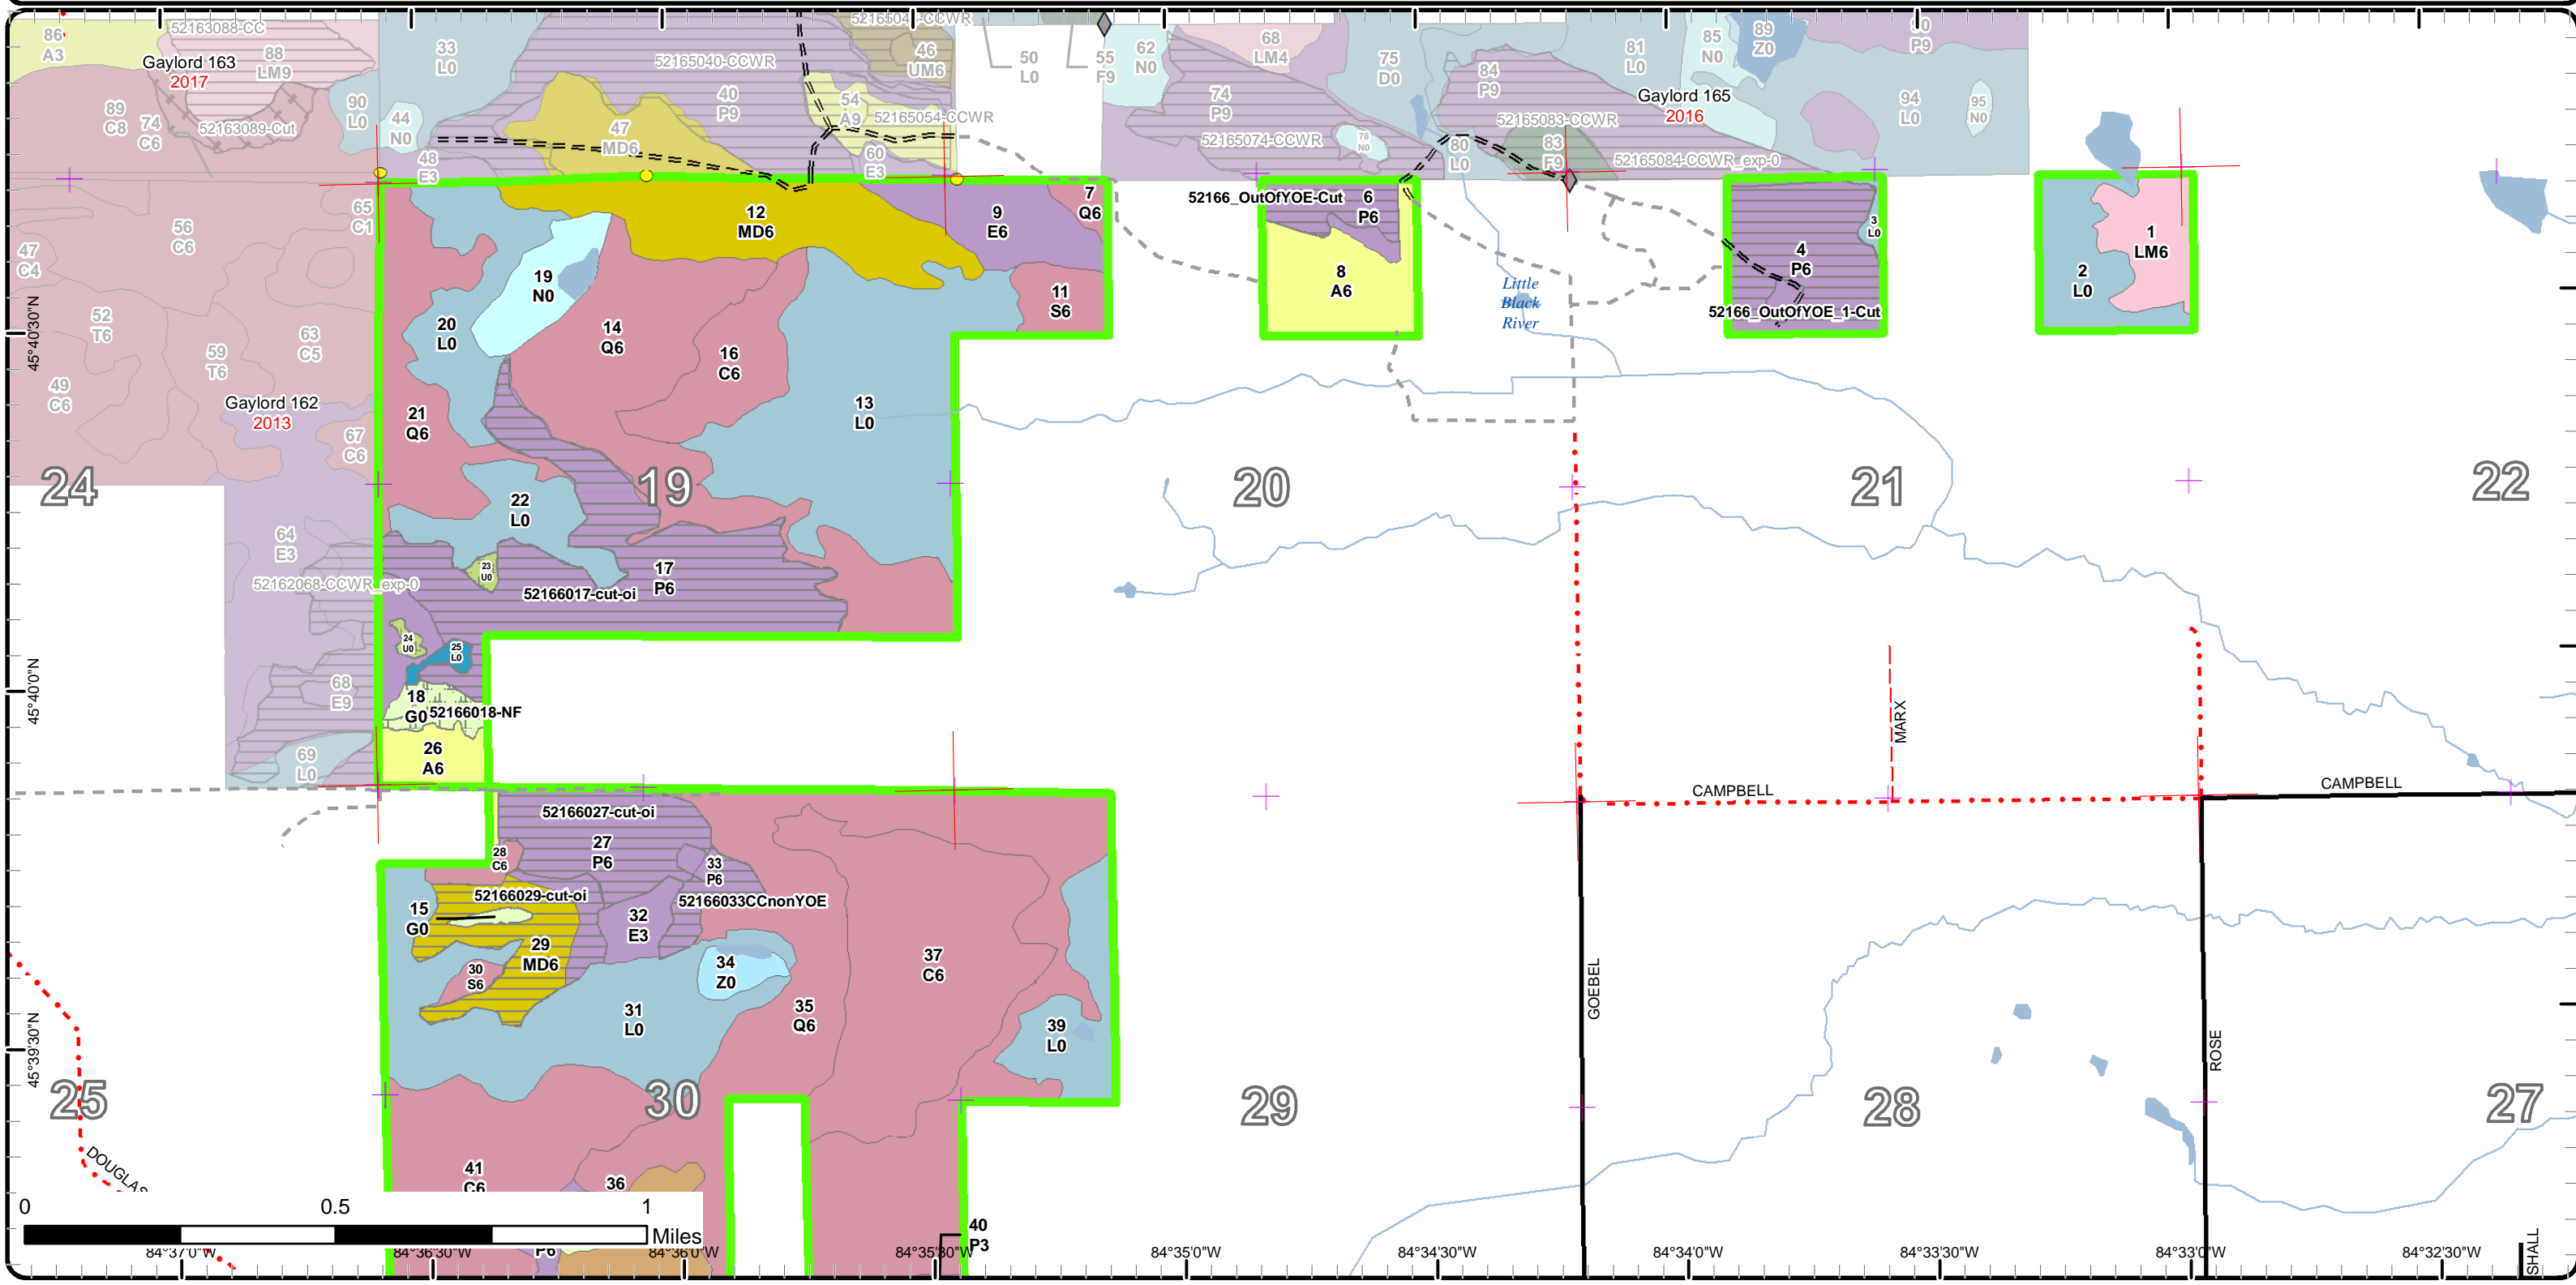 86
A3
52163088-CC
Gaylord 163
2017
88
LM9
33
L0
52165040-CCWR
46
UM6
50
L0
55
F9
62
N0
68
LM4
75
D0
81
L0
85
N0
89
Z0
P9
89
C8
74
C6
52163089-Cut
90
L0
44
N0
47
MD6
40
P9
54
A9
52165054-CCWR
74
P9
52165074-CCWR
78
N0
84
P9
Gaylord 165
2016
52165083-CCWR
94
L0
95
N0
48
E3
60
E3
80
L0
83
F9
52165084-CCWR_exp-0
65
C1
56
C6
47
C4
12
MD6
9
E6
7
Q6
52166_OutOfYOE-Cut
6
P6
3
L0
4
P6
1
LM6
2
L0
19
N0
11
S6
8
A6
Little
Black
River
52166_OutOfYOE_1-Cut
45°40'30"N
52
T6
63
C5
59
T6
49
C6
20
L0
14
Q6
16
C6
Gaylord 162
2013
21
Q6
13
L0
67
C6
24
22
L0
19
20
21
22
64
E3
23
U0
17
P6
52162068-CCWR_exp-0
52166017-cut-oi
24
U0
25
L0
45°40'0"N
68
E9
18
G0
52166018-NF
MARX
69
L0
26
A6
CAMPBELL
CAMPBELL
52166027-cut-oi
27
P6
28
C6
33
P6
52166029-cut-oi
52166033CCnonYOE
15
G0
32
E3
29
MD6
30
S6
34
Z0
37
C6
GOEBEL
31
L0
35
Q6
39
L0
45°39'30"N
ROSE
25
30
29
28
27
DOUGLAS
41
C6
36
0
0.5
1
Miles
40
P3
P6
84°37'0"W
84°36'30"W
84°36'0"W
84°35'30"W
84°35'0"W
84°34'30"W
84°34'0"W
84°33'30"W
84°33'0"W
84°32'30"W
SHALL